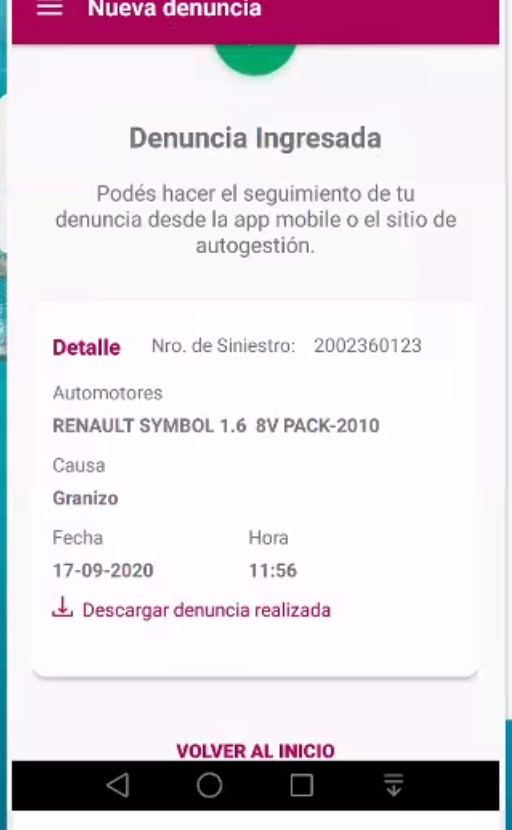 Nueva denuncia
Denuncia Ingresada
Podés hacer el seguimiento de tu
denuncia desde la app mobile o el sitio de
autogestión.
Detalle Nro. de Siniestro: 2002360123
Automotores
RENAULT SYMBOL 1.6 8V PACK-2010
Causa
Granizo
Fecha Hora
17-09-2020 11:56
Descargar denuncia realizada
VOLVER AL INICIO